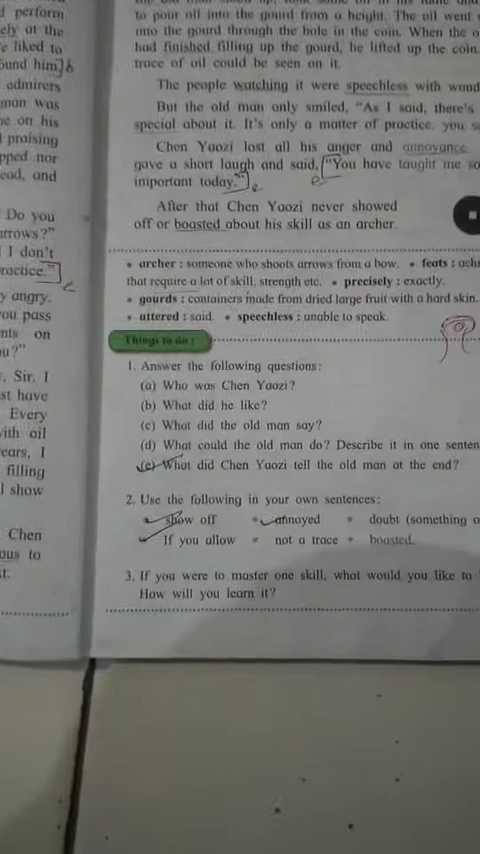 perform
at the
liked to
admirers
man was
on his
praising
nor
and
Do you
arrows?"
I don't
practice."
angry.
you pass
on
Sir, I
have
Every
with oil
years, I
filling
show
Chen
to
to pour oil into the gourd from a height. The oil went
into the gourd through the hole in the coin. When the
had finished filling up the gourd, he lifted up the coin.
trace of oil could be seen on it.
The people watching it were speechless with
But the old man only smiled, "As I said, there's
special about it. It's only a matter of practice, you
Chen Yaozi lost all his anger and annoyance
gave a short laugh and said, "You have taught me
important today."
After that Chen Yaozi never showed
off or boasted about his skill as an archer.
• archer : someone who shoots arrows from a bow. • feats :
that require a lot of skill, strength etc. • precisely : exactly.
• gourds : containers made from dried large fruit with a hard skin.
• uttered : said. • speechless : unable to speak.
Things to do :
1. Answer the following questions:
(a) Who was Chen Yaozi?
(b) What did he like?
(c) What did the old man say?
(d) What could the old man do? Describe it in one
(e) What did Chen Yaozi tell the old man at the end?
2. Use the following in your own sentences:
show off • annoyed • doubt (something
If you allow • not a trace • boasted.
3. If you were to master one skill, what would you like to
How will you learn it?